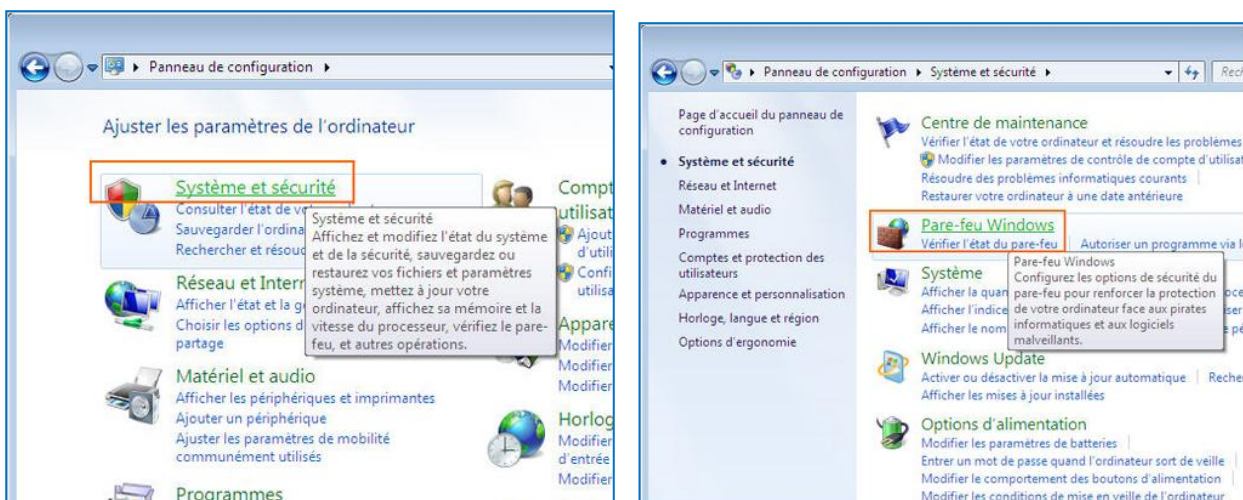 Panneau de configuration
Ajuster les paramètres de l'ordinateur
Système et sécurité
Consulter l'état de
Sauvegarder l'ordina
Rechercher et résoud
Système et sécurité
Affichez et modifiez l'état du système
et de la sécurité, sauvegardez ou
restaurez vos fichiers et paramètres
système, mettez à jour votre
ordinateur, affichez sa mémoire et la
vitesse du processeur, vérifiez le pare-
feu, et autres opérations.
Réseau et Interr
Afficher l'état et la g
Choisir les options d
partage
Matériel et audio
Afficher les périphériques et imprimantes
Ajouter un périphérique
Ajuster les paramètres de mobilité
communément utilisés
Programmes
Compt
utilisat
Ajout
d'utili
Confi
utilisa
Appare
Modifier
Modifier
Modifier
Horlog
Modifier
d'entrée
Modifier
Panneau de configuration Système et sécurité
Rech
Page d'accueil du panneau de
configuration
Système et sécurité
Réseau et Internet
Matériel et audio
Programmes
Comptes et protection des
utilisateurs
Apparence et personnalisation
Horloge, langue et région
Options d'ergonomie
Centre de maintenance
Vérifier l'état de votre ordinateur et résoudre les problèmes
Modifier les paramètres de contrôle de compte d'utilisat
Résoudre des problèmes informatiques courants
Restaurer votre ordinateur à une date antérieure
Pare-feu Windows
Vérifier l'état du pare-feu Autoriser un programme via l
Pare-feu Windows
Configurez les options de sécurité du
pare-feu pour renforcer la protection
de votre ordinateur face aux pirates
informatiques et aux logiciels
malveillants.
Système
Afficher la quan
Afficher l'indice
Afficher le nom
Windows Update
Activer ou désactiver la mise à jour automatique Recher
Afficher les mises à jour installées
Options d'alimentation
Modifier les paramètres de batteries
Entrer un mot de passe quand l'ordinateur sort de veille
Modifier le comportement des boutons d'alimentation
Modifier les conditions de mise en veille de l'ordinateur